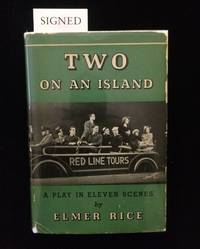 SIGNED
TWO
ON AN ISLAND
RED LINE TOURS
A PLAY IN ELEVEN SCENES
by
ELMER RICE